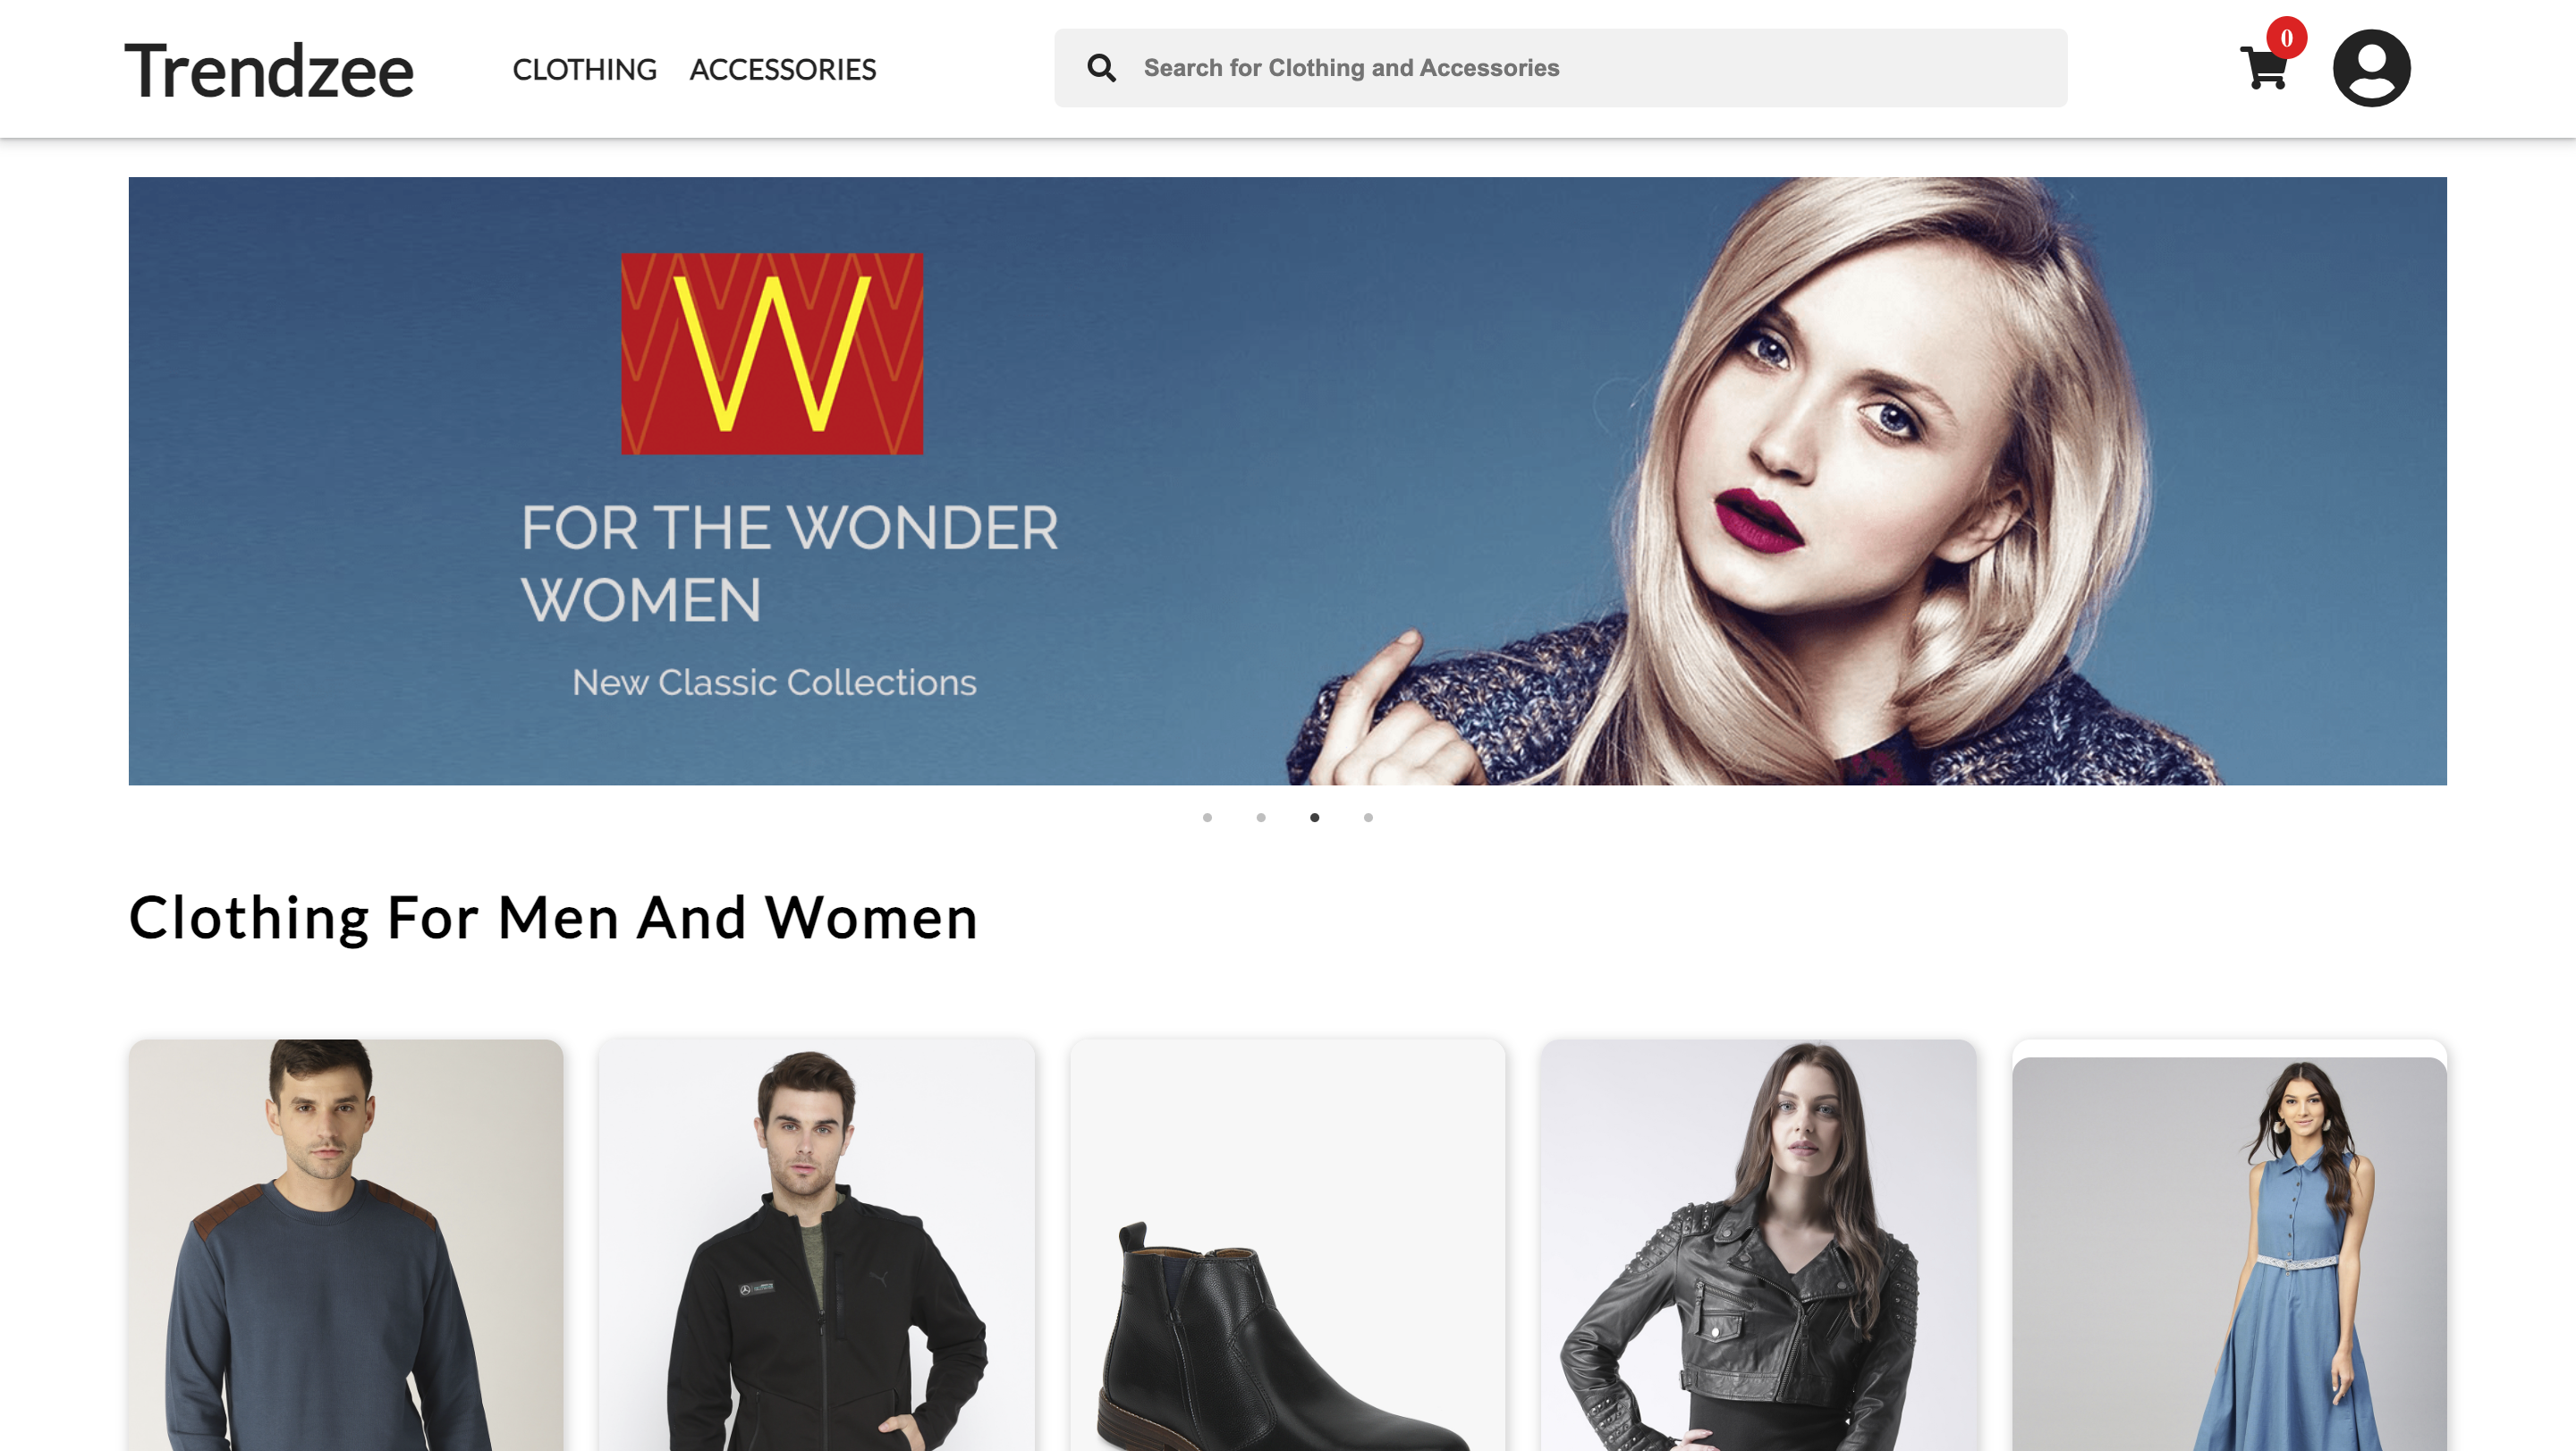 Trendzee
CLOTHING
ACCESSORIES
Search for Clothing and Accessories
0
W
FOR THE WONDER
WOMEN
New Classic Collections
Clothing For Men And Women